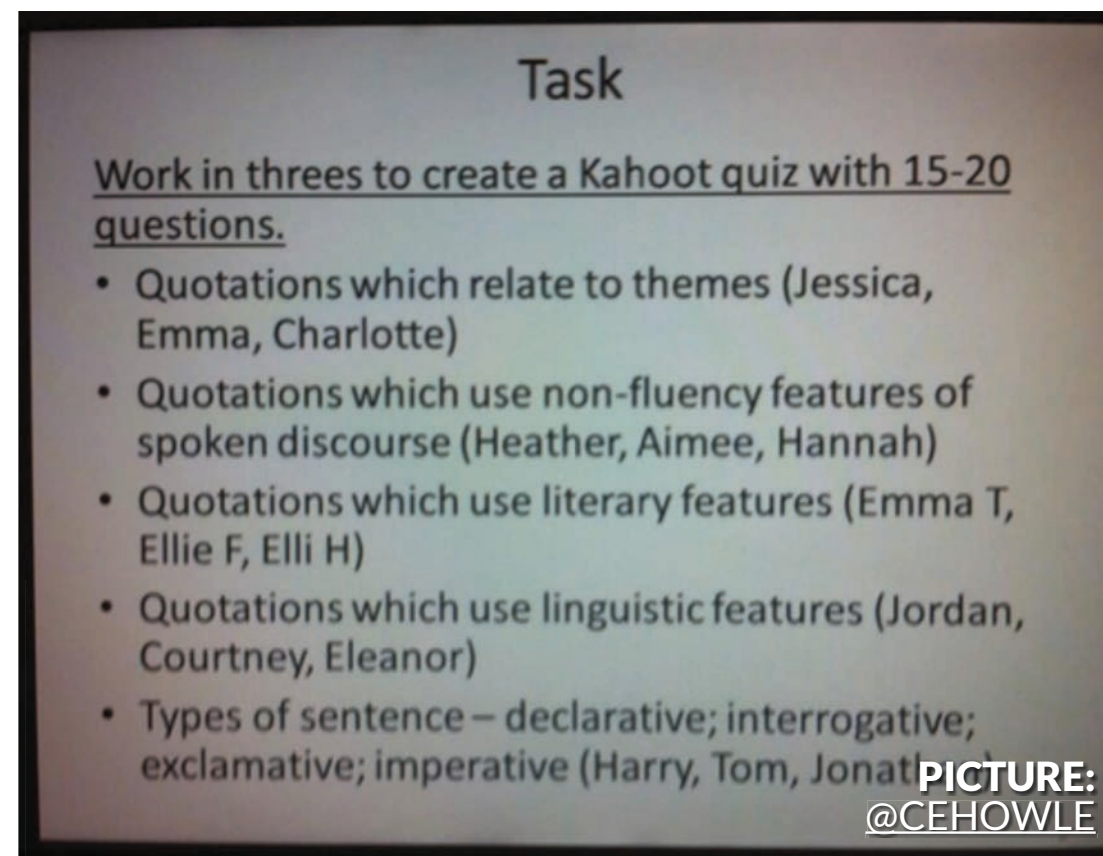 Task
Work in threes to create a Kahoot quiz with 15-20
questions.
• Quotations which relate to themes (Jessica,
Emma, Charlotte)
• Quotations which use non-fluency features of
spoken discourse (Heather, Aimee, Hannah)
• Quotations which use literary features (Emma T,
Ellie F, Elli H)
• Quotations which use linguistic features (Jordan,
Courtney, Eleanor)
• Types of sentence – declarative; interrogative;
exclamative; imperative (Harry, Tom,
PICTURE:
@CEHOWLE